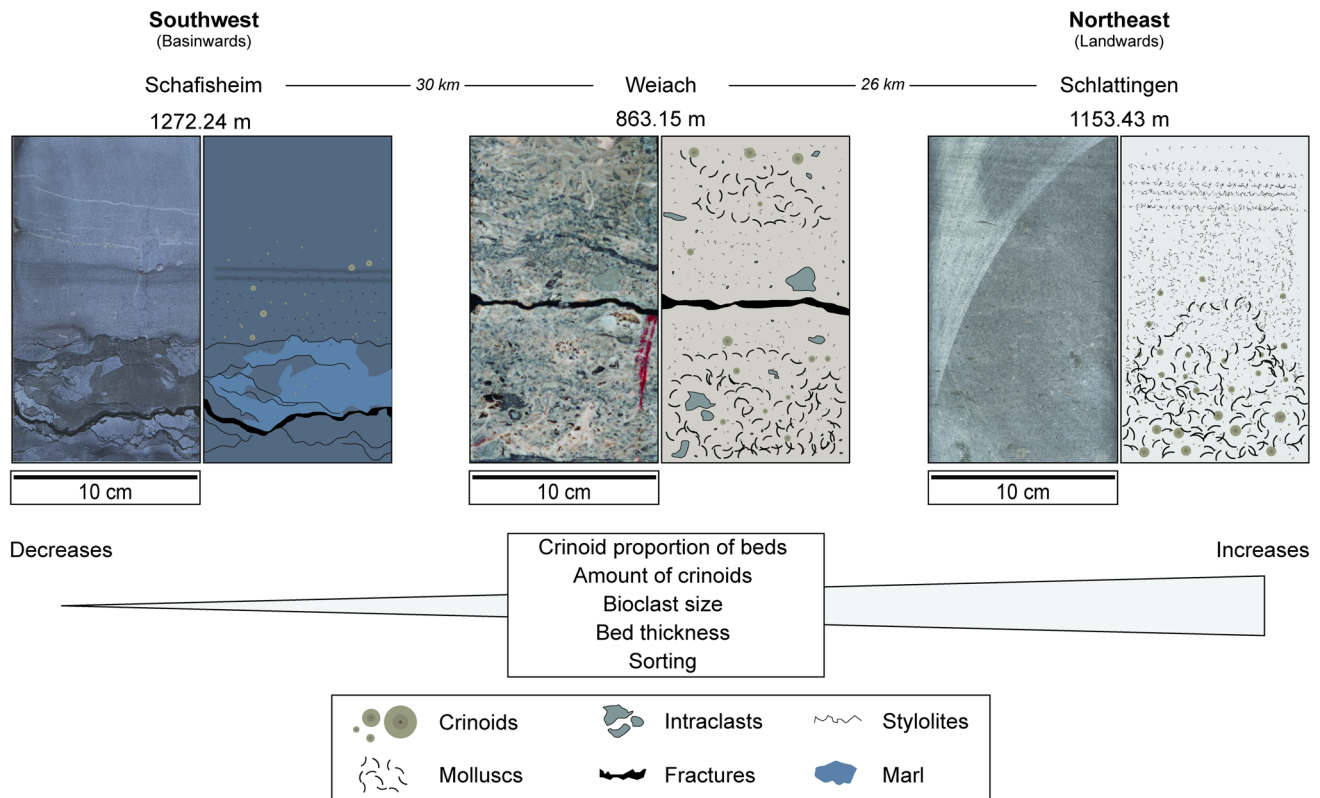 Southwest
(Basinwards)
Northeast
(Landwards)
Schafisheim
30 km
Weiach
26 km
Schlattingen
1272.24 m
863.15 m
1153.43 m
10 cm
10 cm
10 cm
Decreases
Increases
Crinoid proportion of beds
Amount of crinoids
Bioclast size
Bed thickness
Sorting
Crinoids
Intraclasts
Stylolites
Molluscs
Fractures
Marl